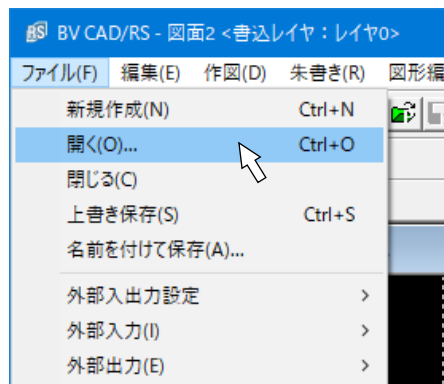 RS BV CAD/RS - 図面2 <書込レイヤ：レイヤ0>
ファイル(F) 編集(E) 作図(D) 朱書き(R) 図形編
新規作成(N) Ctrl+N
開く(O)... Ctrl+O
閉じる(C)
上書き保存(S) Ctrl+S
名前を付けて保存(A)...
外部入出力設定 >
外部入力(I) >
外部出力(E) >